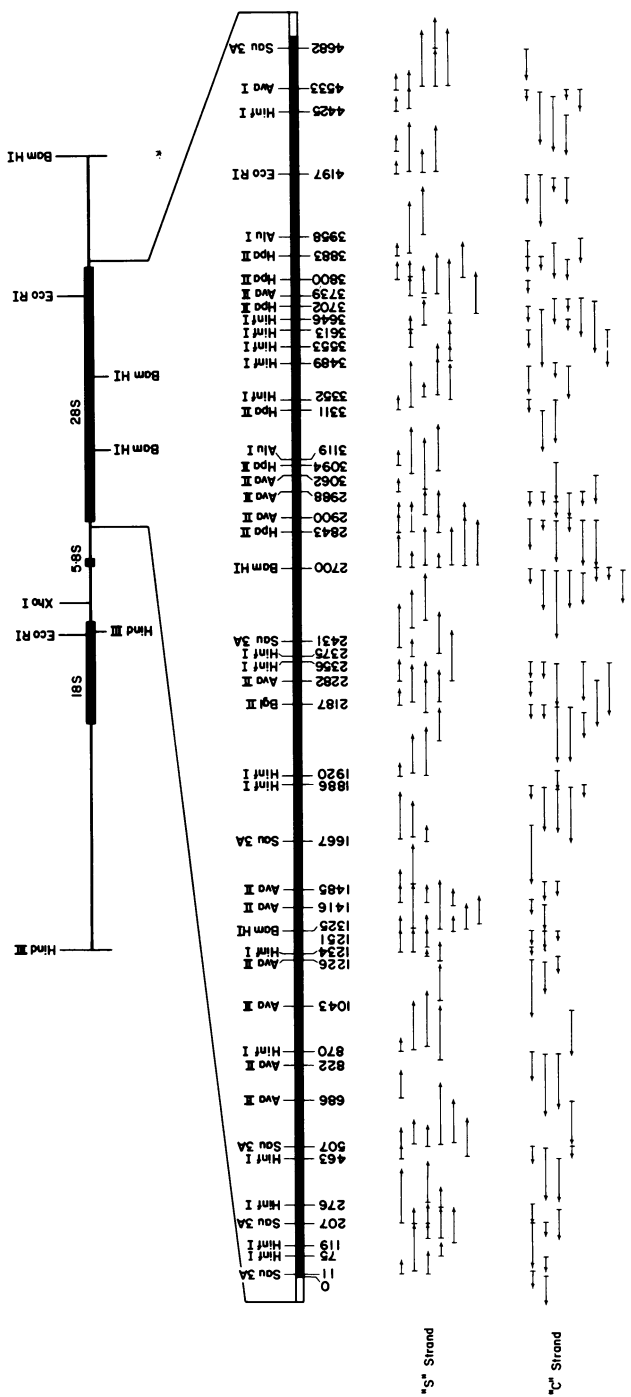 Hind III
18S
Eco RI
Hind III
Xho I
5·8S
28S
Bam HI
Bam HI
Eco RI
Bam HI
0
Sau 3A 11
Hinf I 75
Hinf I 119
Sau 3A 207
Hinf I 276
Hinf I 463
Sau 3A 507
Ava II 686
Ava II 822
Hinf I 870
Ava II 1043
Ava II 1226
Hinf I 1234
1251
Bam HI 1325
Ava II 1416
Ava II 1485
Sau 3A 1667
Hinf I 1886
Hinf I 1920
Bgl II 2187
Ava II 2282
Hinf I 2356
Hinf I 2375
Sau 3A 2431
Bam HI 2700
Hpa II 2843
Ava II 2900
Ava II 2988
Ava II 3062
Hpa II 3094
Alu I 3119
Hpa II 3311
Hinf I 3352
Hinf I 3489
Hinf I 3553
Hinf I 3613
Hinf I 3646
Hpa II 3702
Ava II 3739
Hpa II 3800
Hpa II 3883
Alu I 3958
Eco RI 4197
Hinf I 4425
Ava I 4533
Sau 3A 4682
"S" Strand
"C" Strand